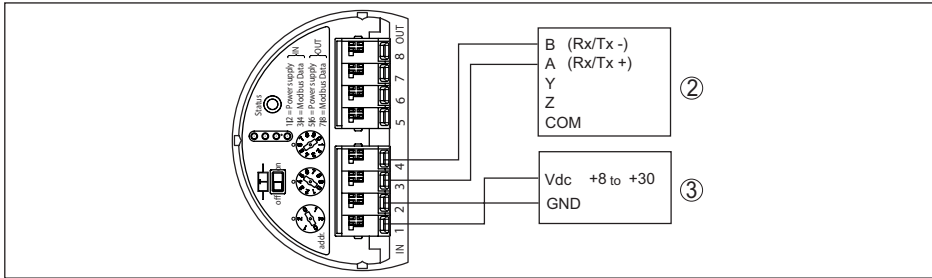 OUT
8
7
6
5
4
3
2
1
IN
IN
OUT
1/2 = Power supply
3/4 = Modbus Data
5/6 = Power supply
7/8 = Modbus Data
Status
on
off
addr.
B (Rx/Tx -)
A (Rx/Tx +)
Y
Z
COM
②
Vdc +8 to +30
GND
③